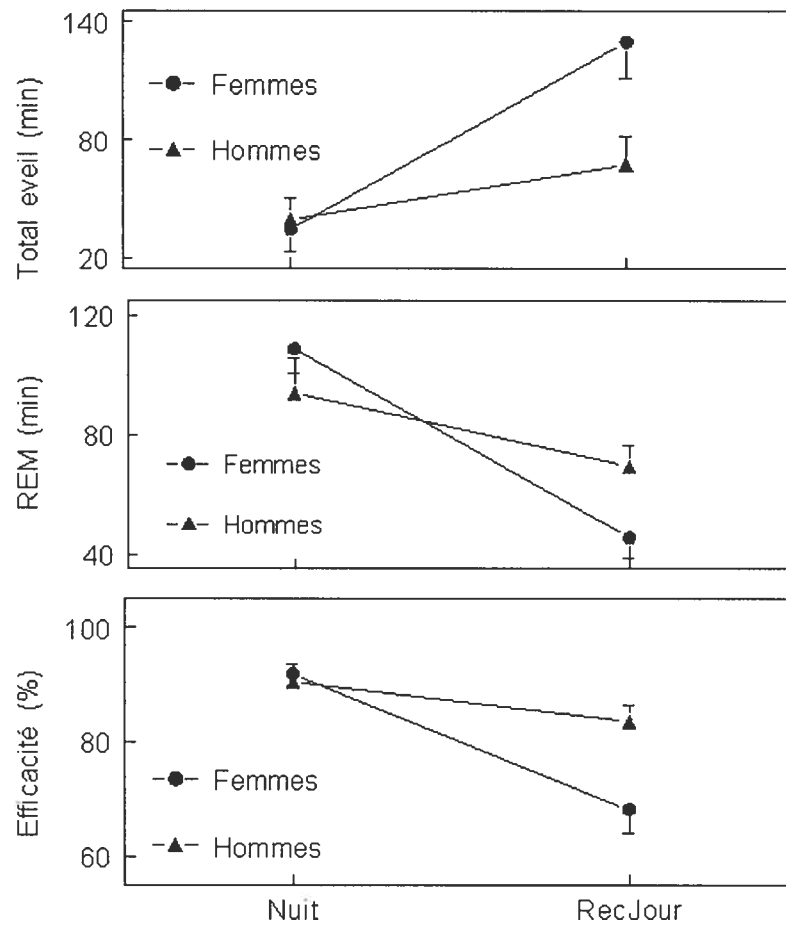 Total eveil (min)
140
80
20
Femmes
Hommes
REM (min)
120
80
40
Femmes
Hommes
Efficacité (%)
100
80
60
Femmes
Hommes
Nuit RecJour